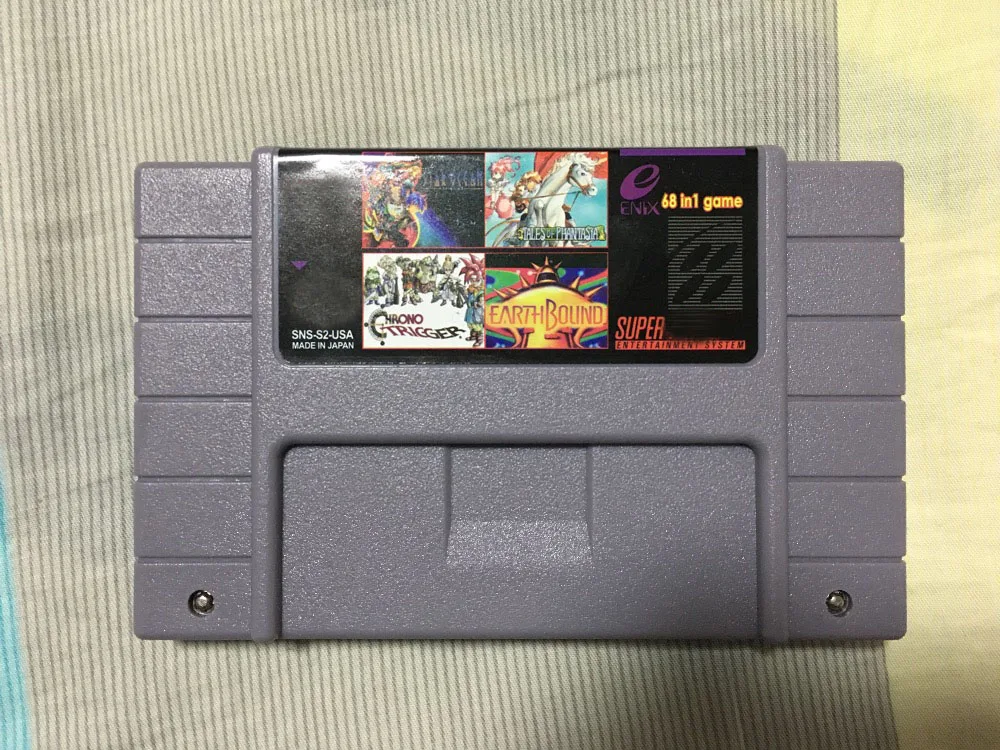 TALES OF PHANTASIA
ENIX
68 in1 game
CHRONO
TRIGGER
EARTHBOUND
SNS-S2-USA
MADE IN JAPAN
SUPER
ENTERTAINMENT SYSTEM